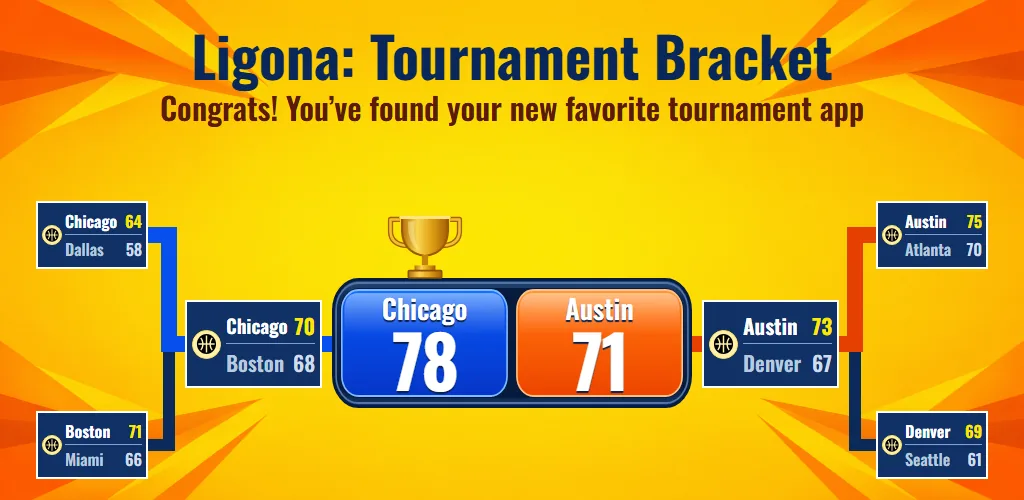 Ligona: Tournament Bracket
Congrats! You've found your new favorite tournament app
Chicago 64
Dallas 58
Boston 71
Miami 66
Chicago 70
Boston 68
Chicago
78
Austin
71
Austin 73
Denver 67
Austin 75
Atlanta 70
Denver 69
Seattle 61